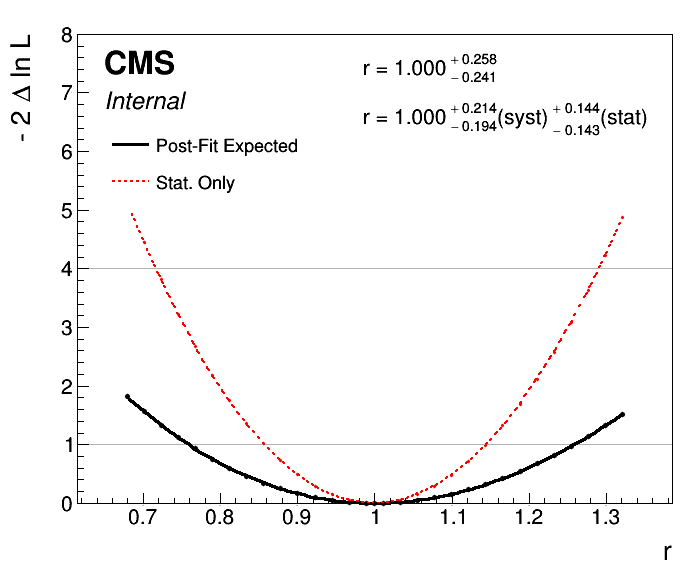 - 2 Δ ln L
8
7
6
5
4
3
2
1
0
CMS
Internal
Post-Fit Expected
Stat. Only
r = 1.000 + 0.258 - 0.241
r = 1.000 + 0.214 - 0.194 (syst) + 0.144 - 0.143 (stat)
0.7 0.8 0.9 1 1.1 1.2 1.3
r